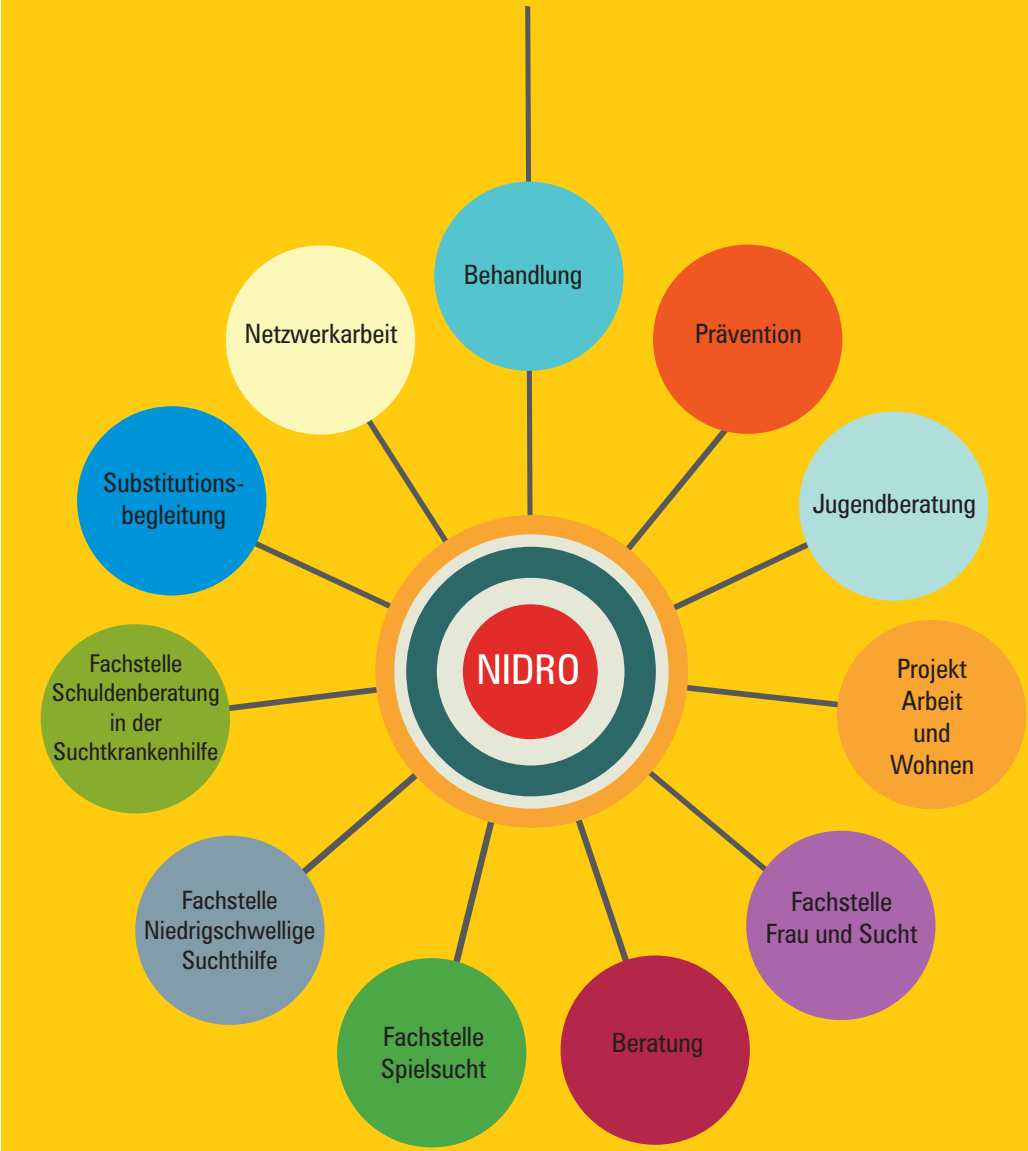 Behandlung
Prävention
Jugendberatung
Projekt
Arbeit
und
Wohnen
Fachstelle
Frau und Sucht
Beratung
Fachstelle
Spielsucht
Fachstelle
Niedrigschwellige
Suchthilfe
Fachstelle
Schuldenberatung
in der
Suchtkrankenhilfe
Substitutions-
begleitung
Netzwerkarbeit
NIDRO